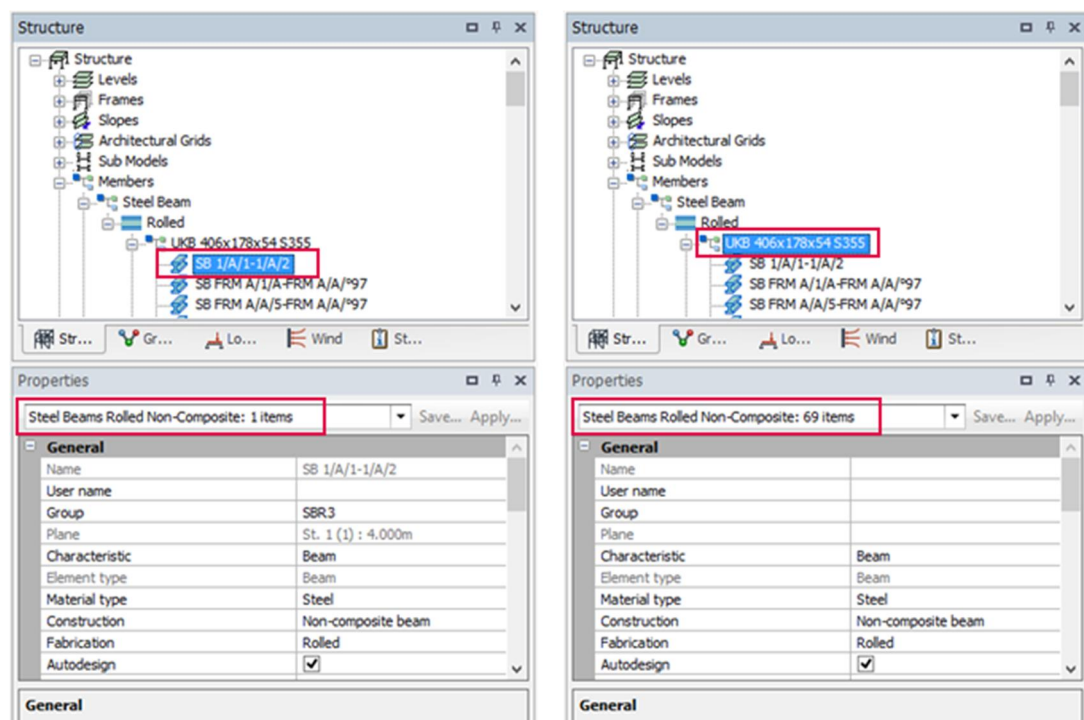 Structure
Structure
Levels
Frames
Slopes
Architectural Grids
Sub Models
Members
Steel Beam
Rolled
UKB 406x178x54 S355
SB 1/A/1-1/A/2
SB FRM A/1/A-FRM A/A/°97
SB FRM A/A/5-FRM A/A/°97
Str... Gr... Lo... Wind St...
Properties
Steel Beams Rolled Non-Composite: 1 items Save... Apply...
General
Name SB 1/A/1-1/A/2
User name
Group SBR3
Plane St. 1 (1) : 4.000m
Characteristic Beam
Element type Beam
Material type Steel
Construction Non-composite beam
Fabrication Rolled
Autodesign
General
Structure
Structure
Levels
Frames
Slopes
Architectural Grids
Sub Models
Members
Steel Beam
Rolled
UKB 406x178x54 S355
SB 1/A/1-1/A/2
SB FRM A/1/A-FRM A/A/°97
SB FRM A/A/5-FRM A/A/°97
Str... Gr... Lo... Wind St...
Properties
Steel Beams Rolled Non-Composite: 69 items Save... Apply...
General
Name
User name
Group
Plane
Characteristic Beam
Element type Beam
Material type Steel
Construction Non-composite beam
Fabrication Rolled
Autodesign
General